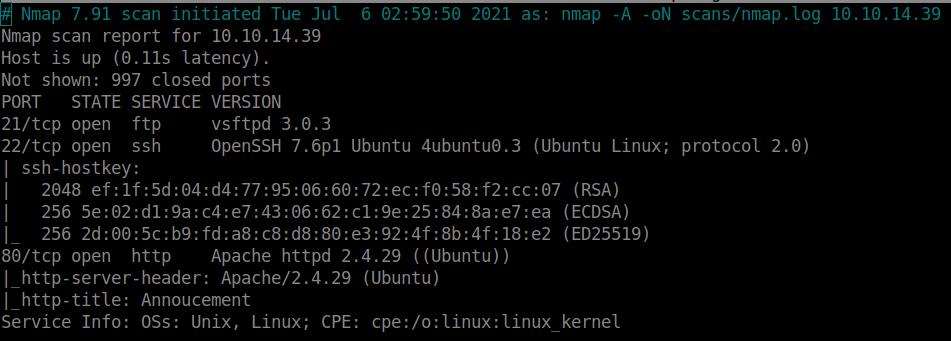 # Nmap 7.91 scan initiated Tue Jul  6 02:59:50 2021 as: nmap -A -oN scans/nmap.log 10.10.14.39
Nmap scan report for 10.10.14.39
Host is up (0.11s latency).
Not shown: 997 closed ports
PORT   STATE SERVICE VERSION
21/tcp open  ftp     vsftpd 3.0.3
22/tcp open  ssh     OpenSSH 7.6p1 Ubuntu 4ubuntu0.3 (Ubuntu Linux; protocol 2.0)
| ssh-hostkey:
|   2048 ef:1f:5d:04:d4:77:95:06:60:72:ec:f0:58:f2:cc:07 (RSA)
|   256 5e:02:d1:9a:c4:e7:43:06:62:c1:9e:25:84:8a:e7:ea (ECDSA)
|_  256 2d:00:5c:b9:fd:a8:c8:d8:80:e3:92:4f:8b:4f:18:e2 (ED25519)
80/tcp open  http    Apache httpd 2.4.29 ((Ubuntu))
|_http-server-header: Apache/2.4.29 (Ubuntu)
|_http-title: Annoucement
Service Info: OSs: Unix, Linux; CPE: cpe:/o:linux:linux_kernel